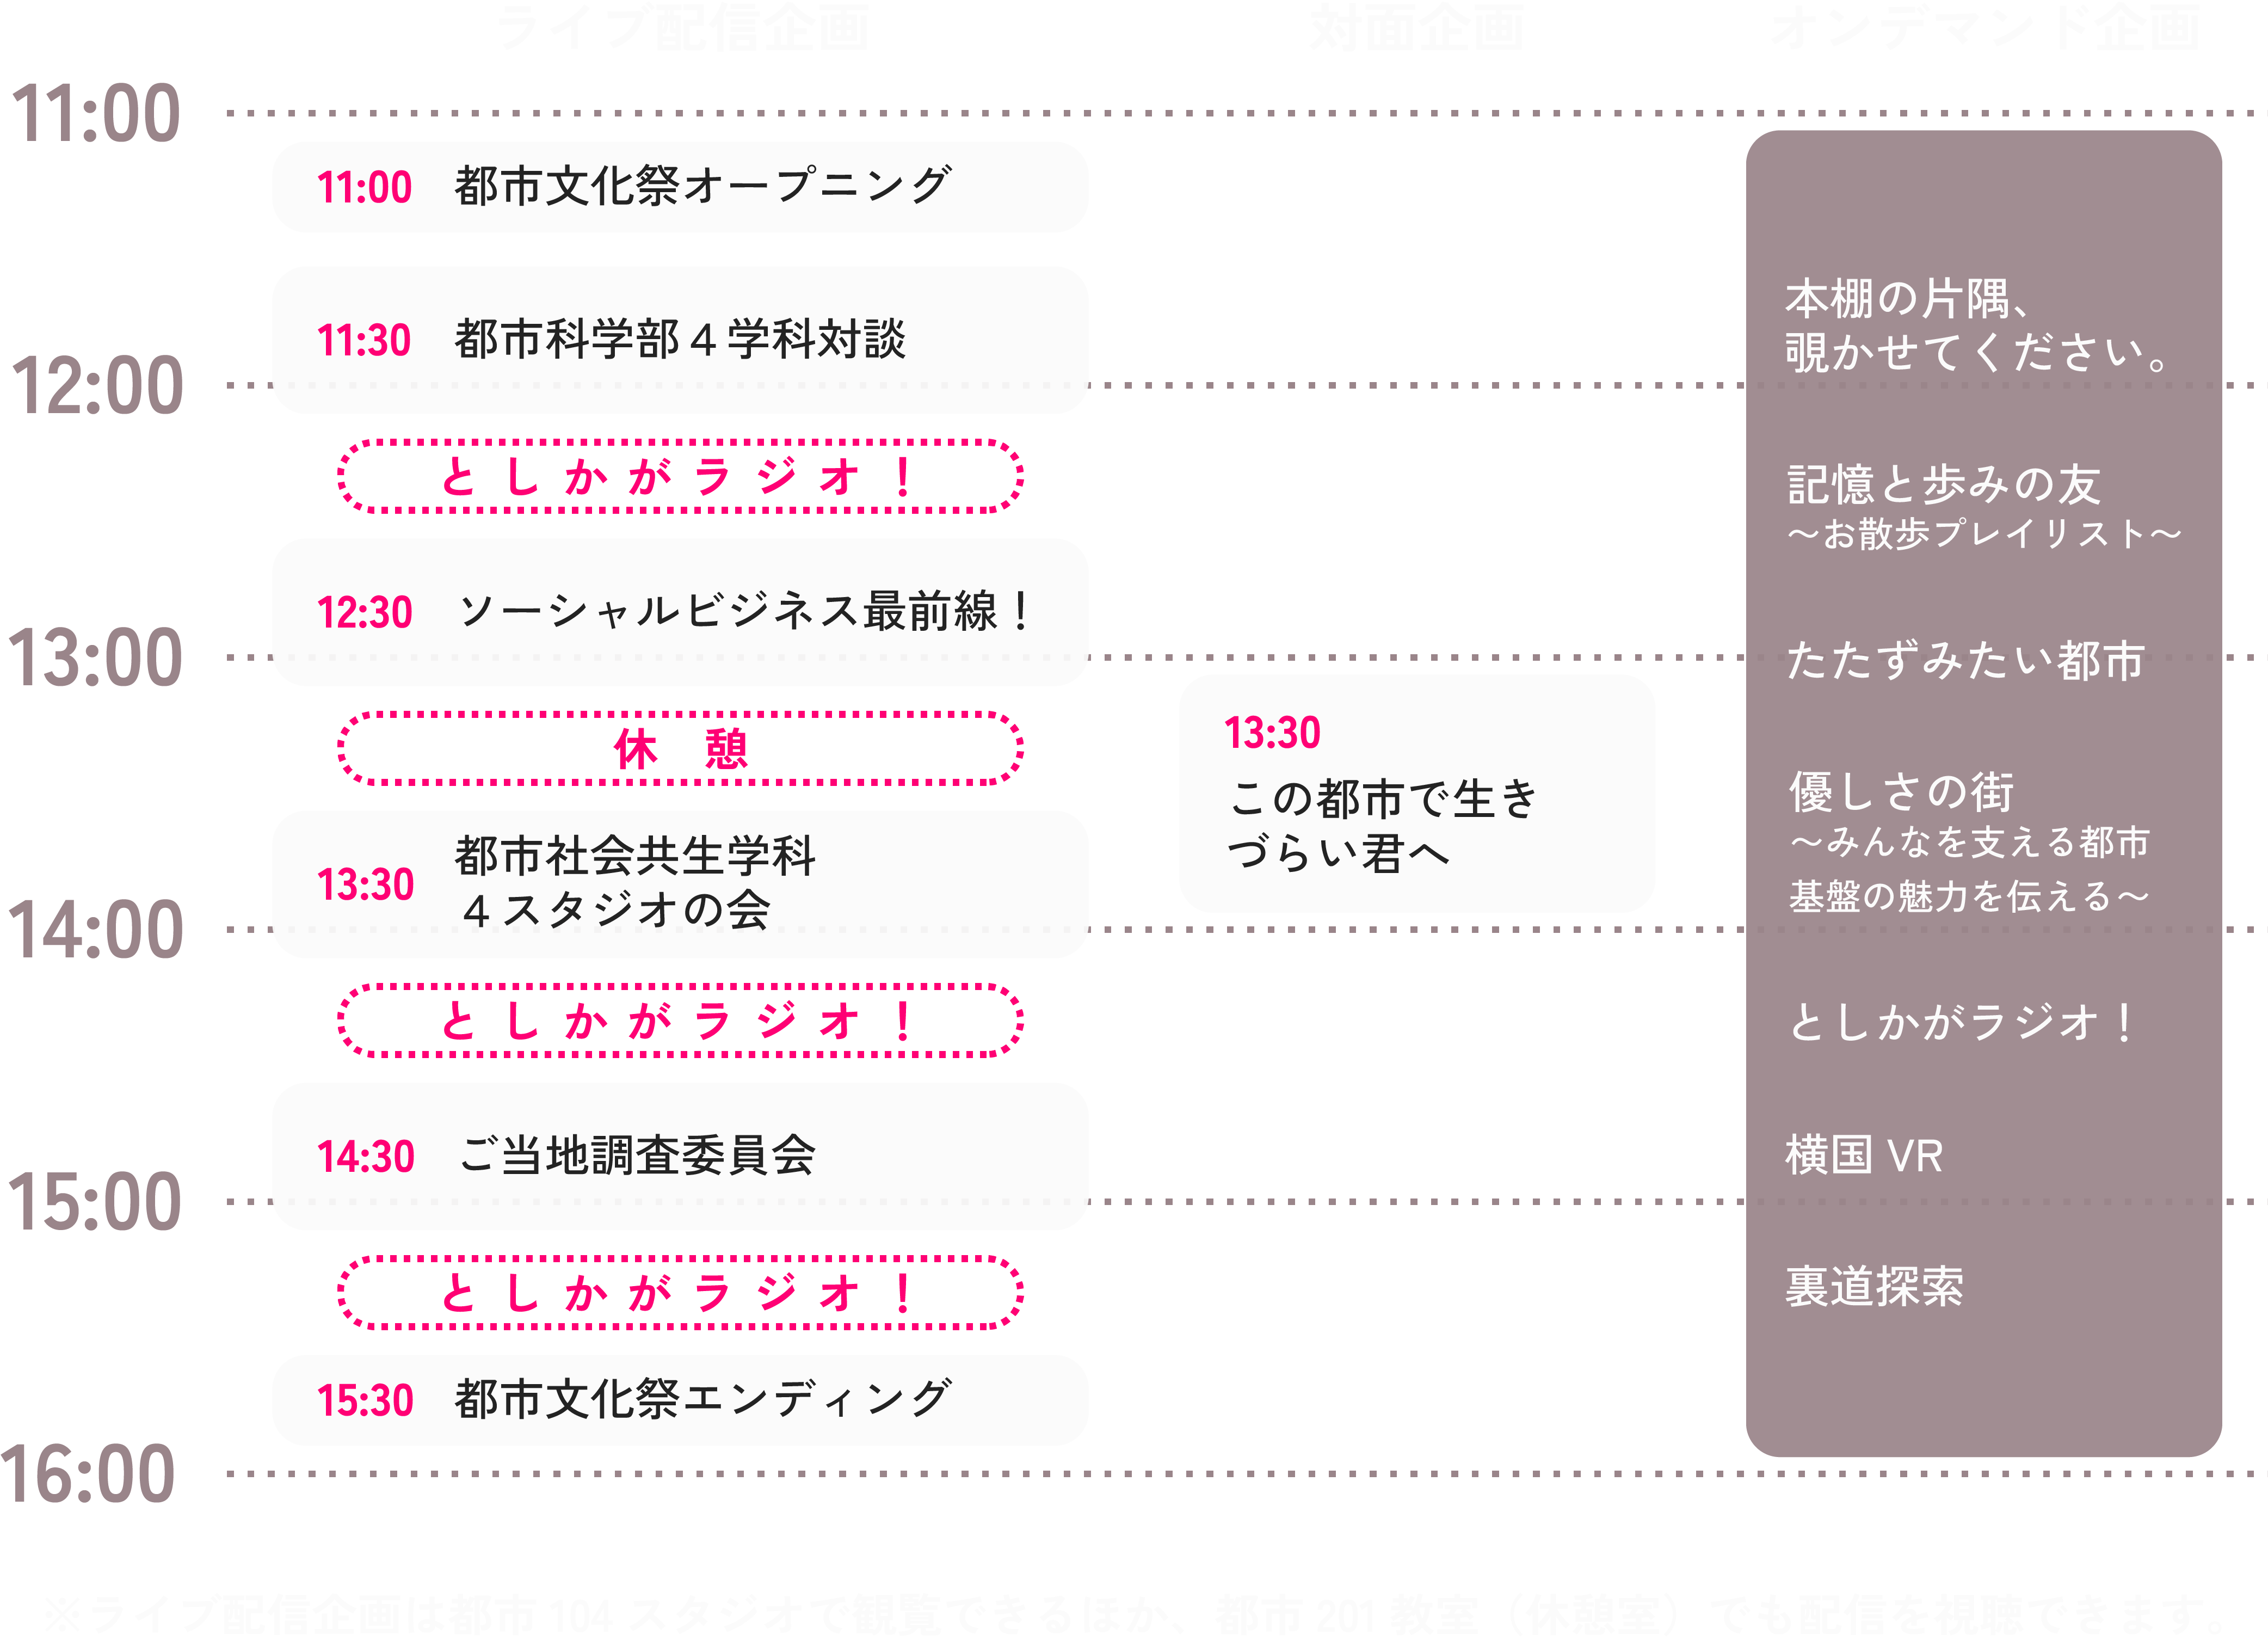 ライブ配信企画
対面企画
オンデマンド企画
11:00
11:00 都市文化祭オープニング
11:30 都市科学部４学科対談
12:00
としかがラジオ！
12:30 ソーシャルビジネス最前線！
13:00
休憩
13:30 都市社会共生学科
４スタジオの会
14:00
としかがラジオ！
14:30 ご当地調査委員会
15:00
としかがラジオ！
15:30 都市文化祭エンディング
16:00
13:30
この都市で生き
づらい君へ
本棚の片隅、
覗かせてください。
記憶と歩みの友
～お散歩プレイリスト～
たたずみたい都市
優しさの街
～みんなを支える都市
基盤の魅力を伝える～
としかがラジオ！
横国 VR
裏道探索
※ライブ配信企画は都市 104 スタジオで観覧できるほか、都市 201 教室（休憩室）でも配信を視聴できます。